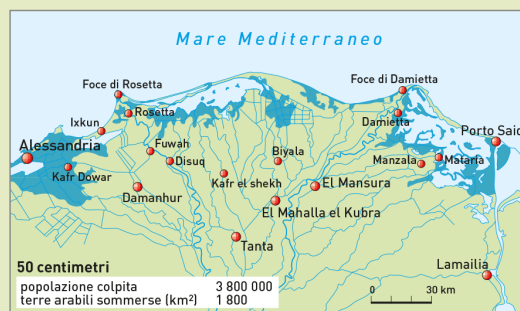 Mare Mediterraneo
Foce di Rosetta
Foce di Damietta
Rosetta
Ixkun
Damietta
Porto Said
Alessandria
Fuwah
Disuq
Biyala
Manzala
Mataria
Kafr Dowar
Kafr el shekh
El Mansura
Damanhur
El Mahalla el Kubra
Tanta
Lamailia
50 centimetri
popolazione colpita 3 800 000
terre arabili sommerse (km²) 1 800
0 30 km